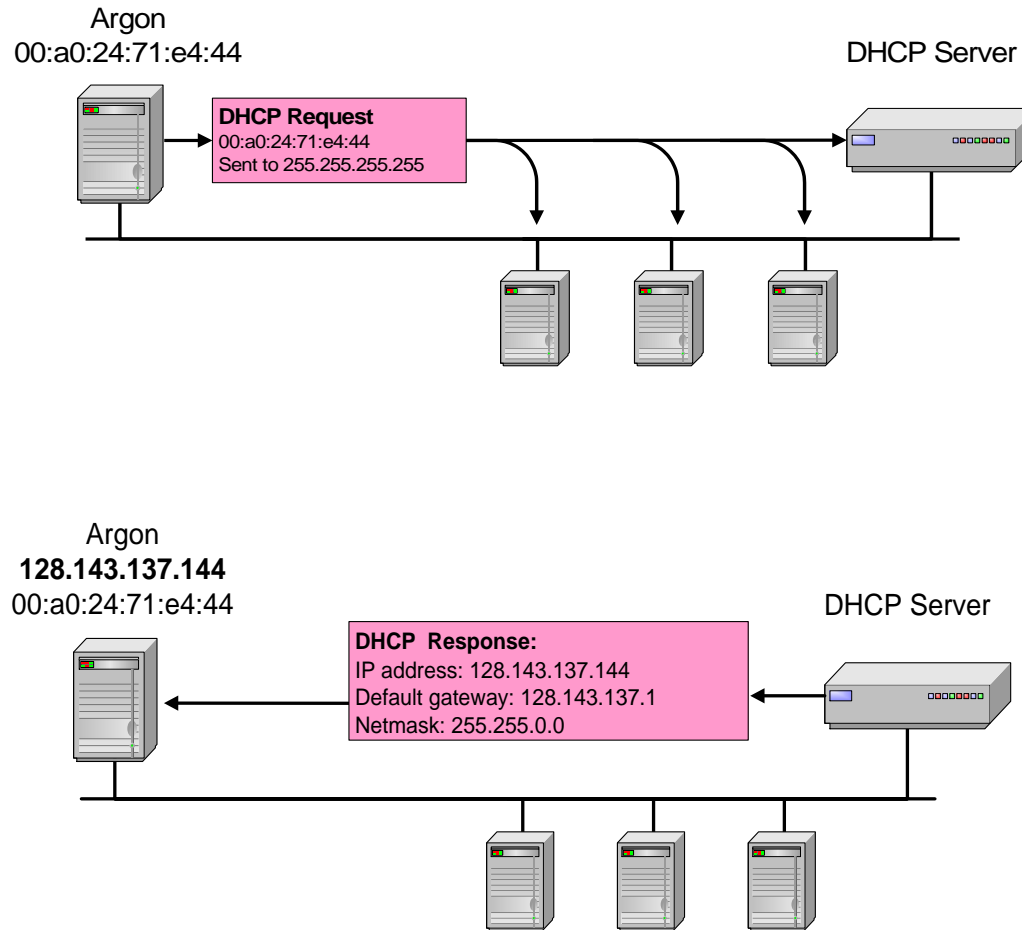 Argon
00:a0:24:71:e4:44
DHCP Server
DHCP Request
00:a0:24:71:e4:44
Sent to 255.255.255.255
Argon
128.143.137.144
00:a0:24:71:e4:44
DHCP Server
DHCP Response:
IP address: 128.143.137.144
Default gateway: 128.143.137.1
Netmask: 255.255.0.0